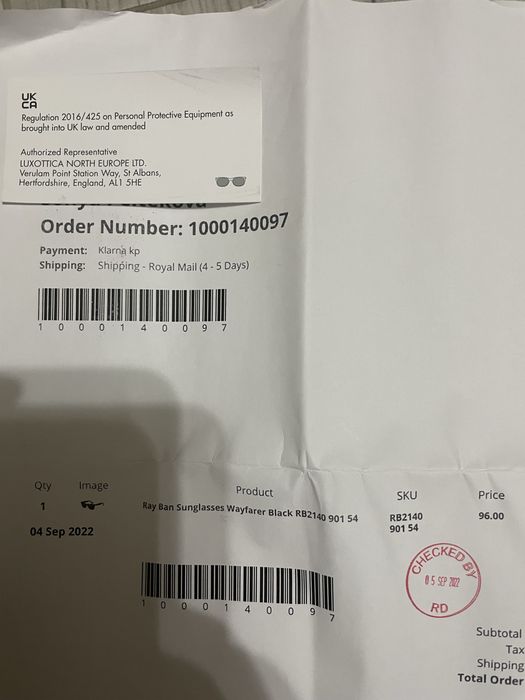 UK
CA
Regulation 2016/425 on Personal Protective Equipment as
brought into UK law and amended
Authorized Representative
LUXOTTICA NORTH EUROPE LTD.
Verulam Point Station Way, St Albans,
Hertfordshire, England, AL1 5HE
Order Number: 1000140097
Payment: Klarna kp
Shipping: Shipping - Royal Mail (4 - 5 Days)
1 0 0 0 1 4 0 0 9 7
Qty Image Product SKU Price
1 Ray Ban Sunglasses Wayfarer Black RB2140 901 54 RB2140 96.00
901 54
04 Sep 2022
CHECKED BY
05 SEP 2022
RD
1 0 0 0 1 4 0 0 9 7
Subtotal
Tax
Shipping
Total Order